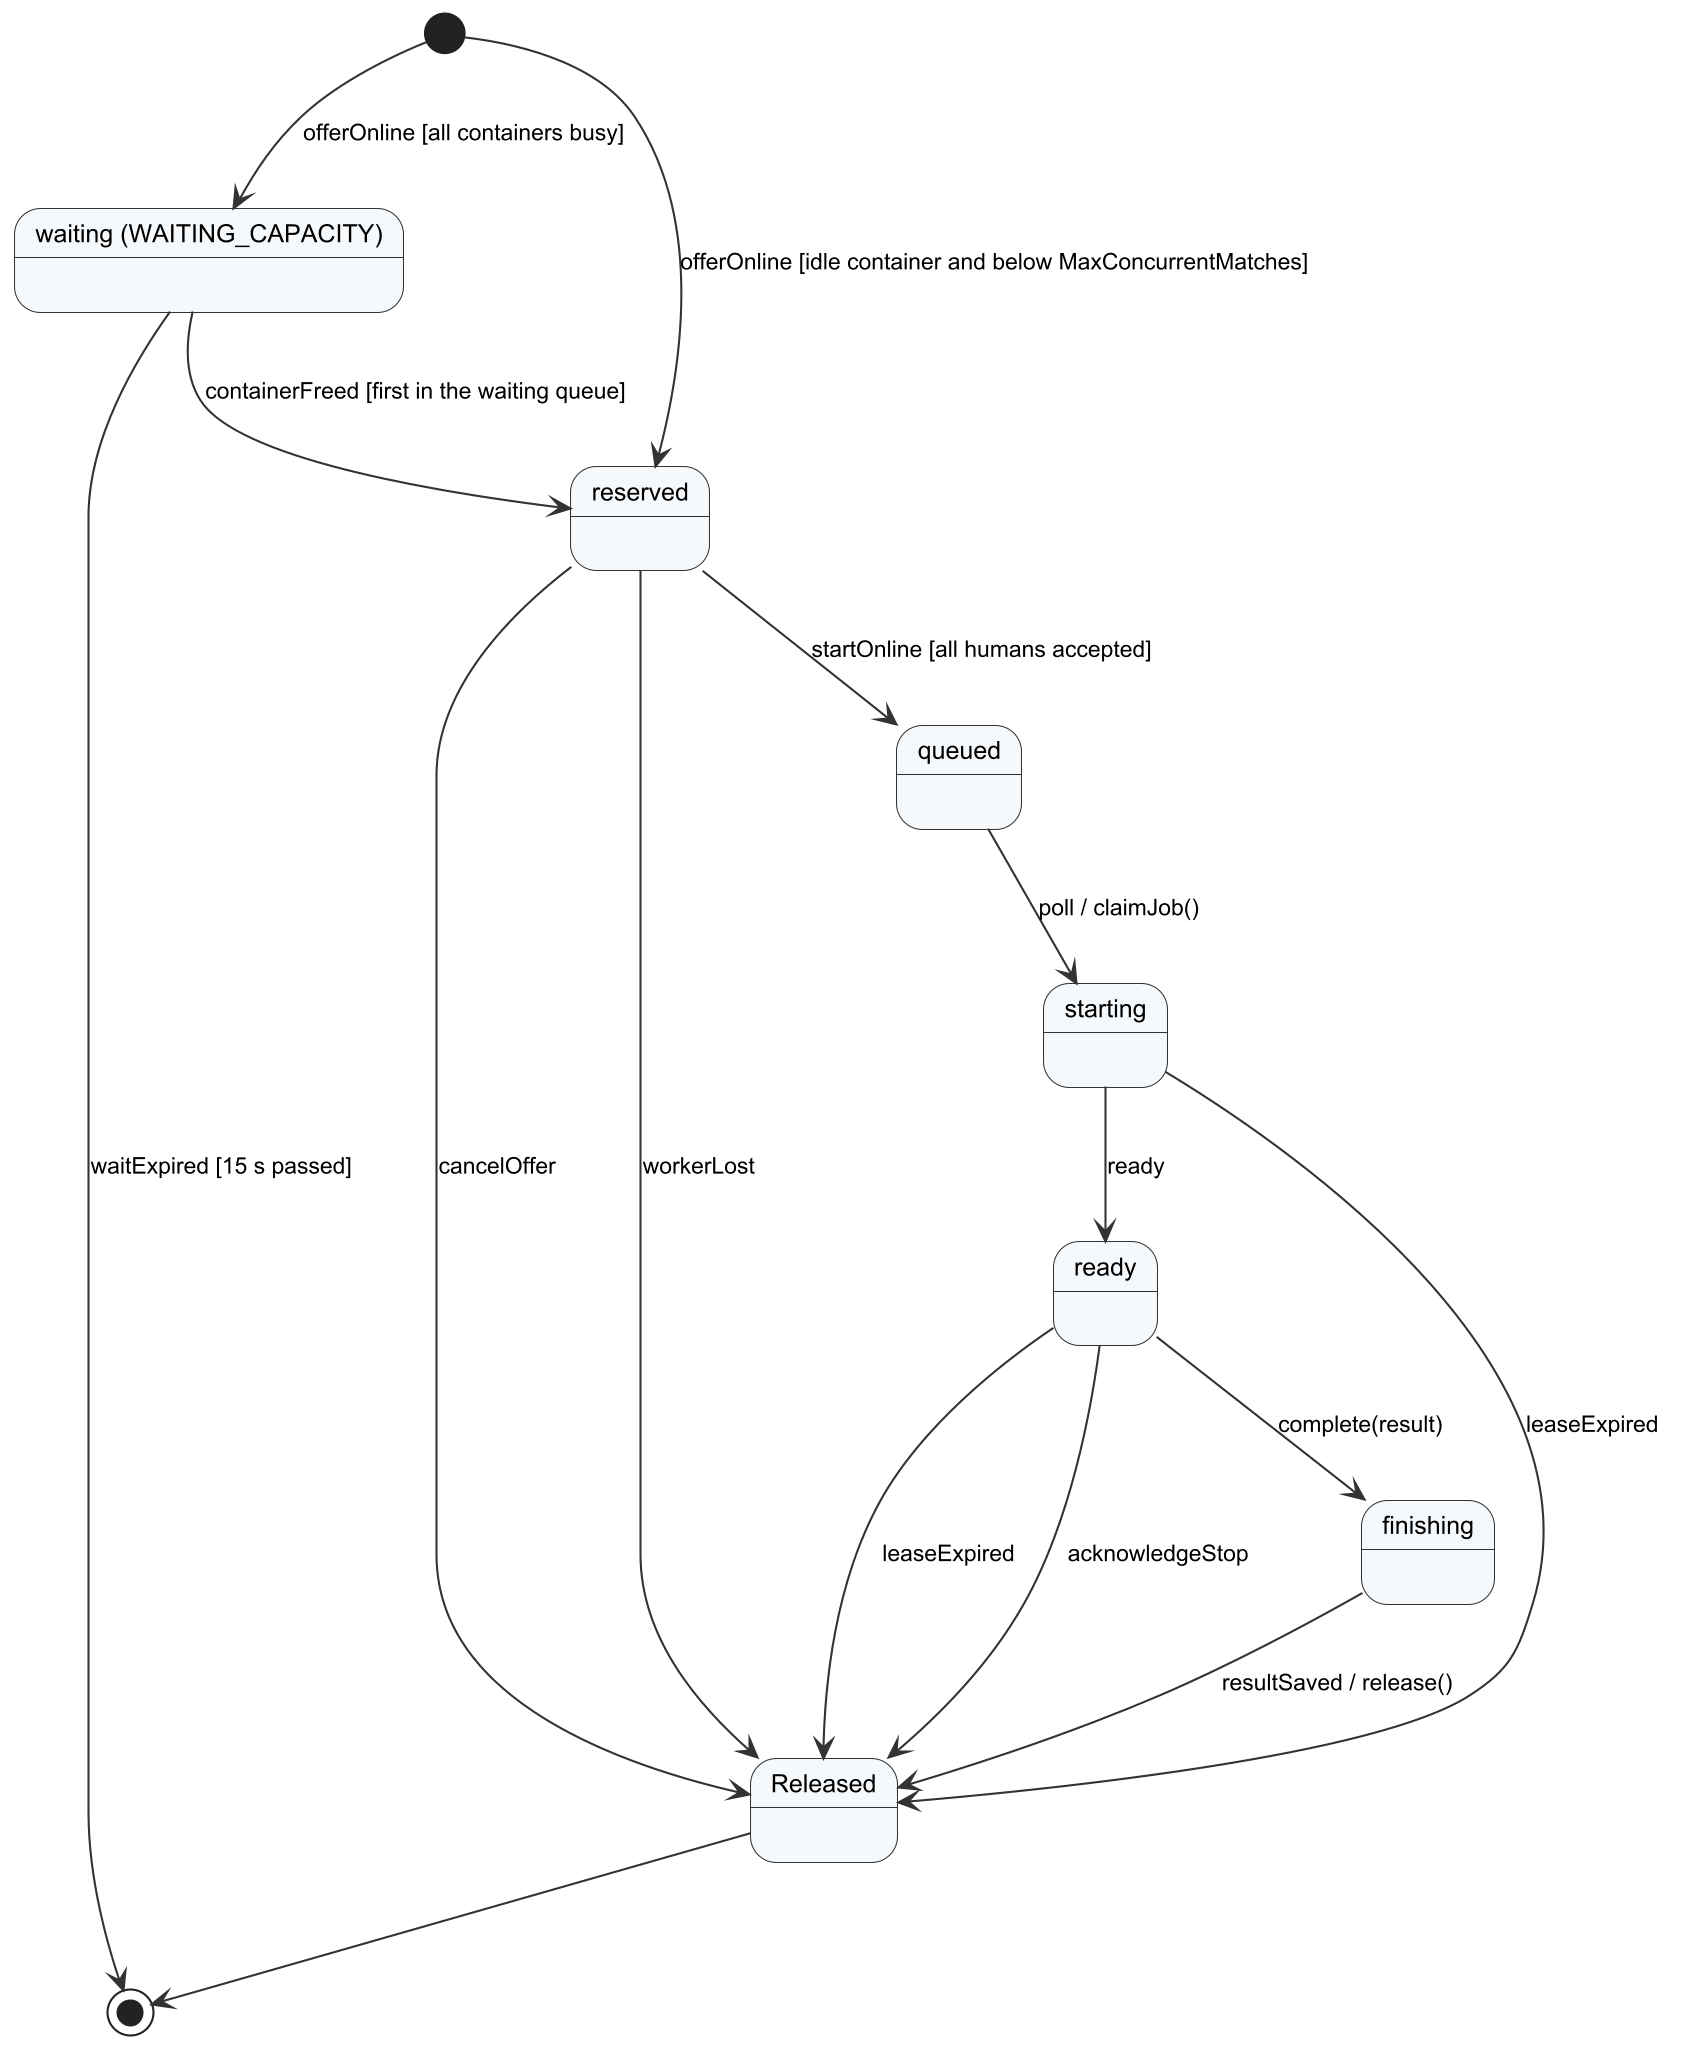 offerOnline [all containers busy]
waiting (WAITING_CAPACITY)
offerOnline [idle container and below MaxConcurrentMatches]
containerFreed [first in the waiting queue]
reserved
startOnline [all humans accepted]
queued
poll / claimJob()
starting
waitExpired [15 s passed]
cancelOffer
workerLost
ready
ready
complete(result)
leaseExpired
finishing
leaseExpired
acknowledgeStop
resultSaved / release()
Released